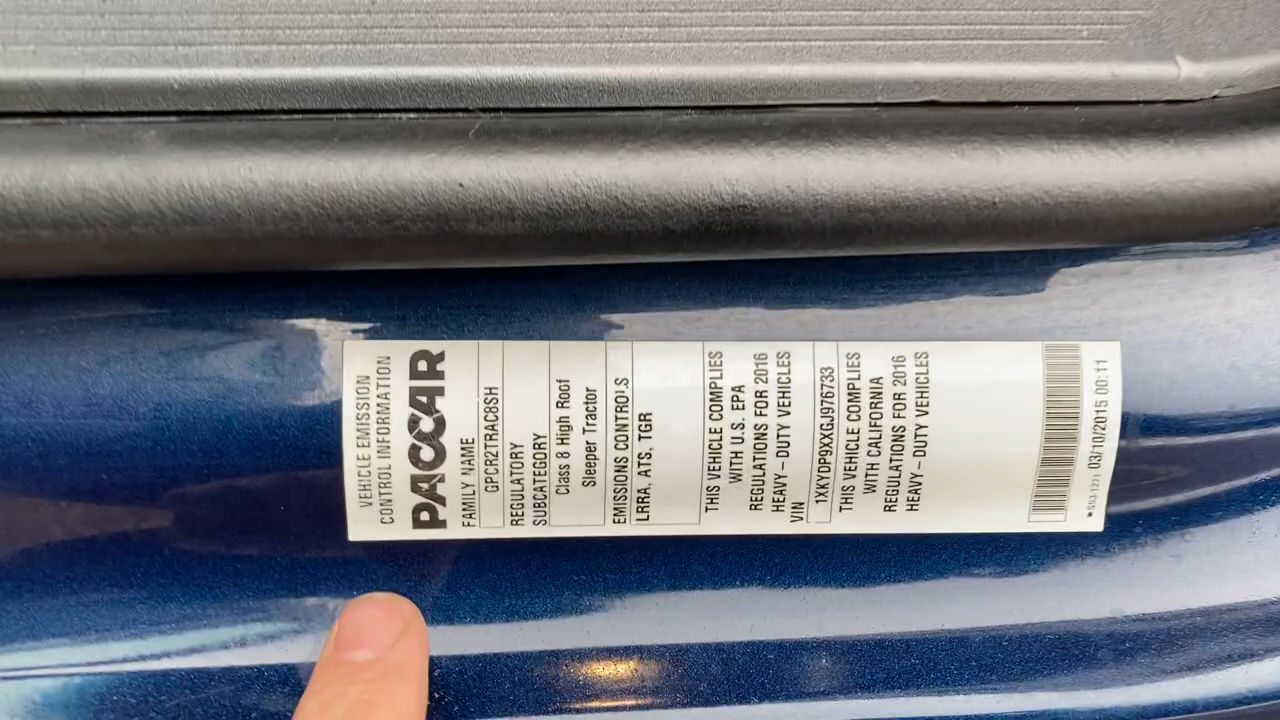 VEHICLE EMISSION
CONTROL INFORMATION
PACCAR
FAMILY NAME
GPCR2TRAC8SH
REGULATORY
SUBCATEGORY
Class 8 High Roof
Sleeper Tractor
EMISSIONS CONTROLS
LRRA, ATS, TGR
THIS VEHICLE COMPLIES
WITH U.S. EPA
REGULATIONS FOR 2016
HEAVY-DUTY VEHICLES
VIN
1XKYDP9XXGJ976733
THIS VEHICLE COMPLIES
WITH CALIFORNIA
REGULATIONS FOR 2016
HEAVY-DUTY VEHICLES
03/10/2015 00:11